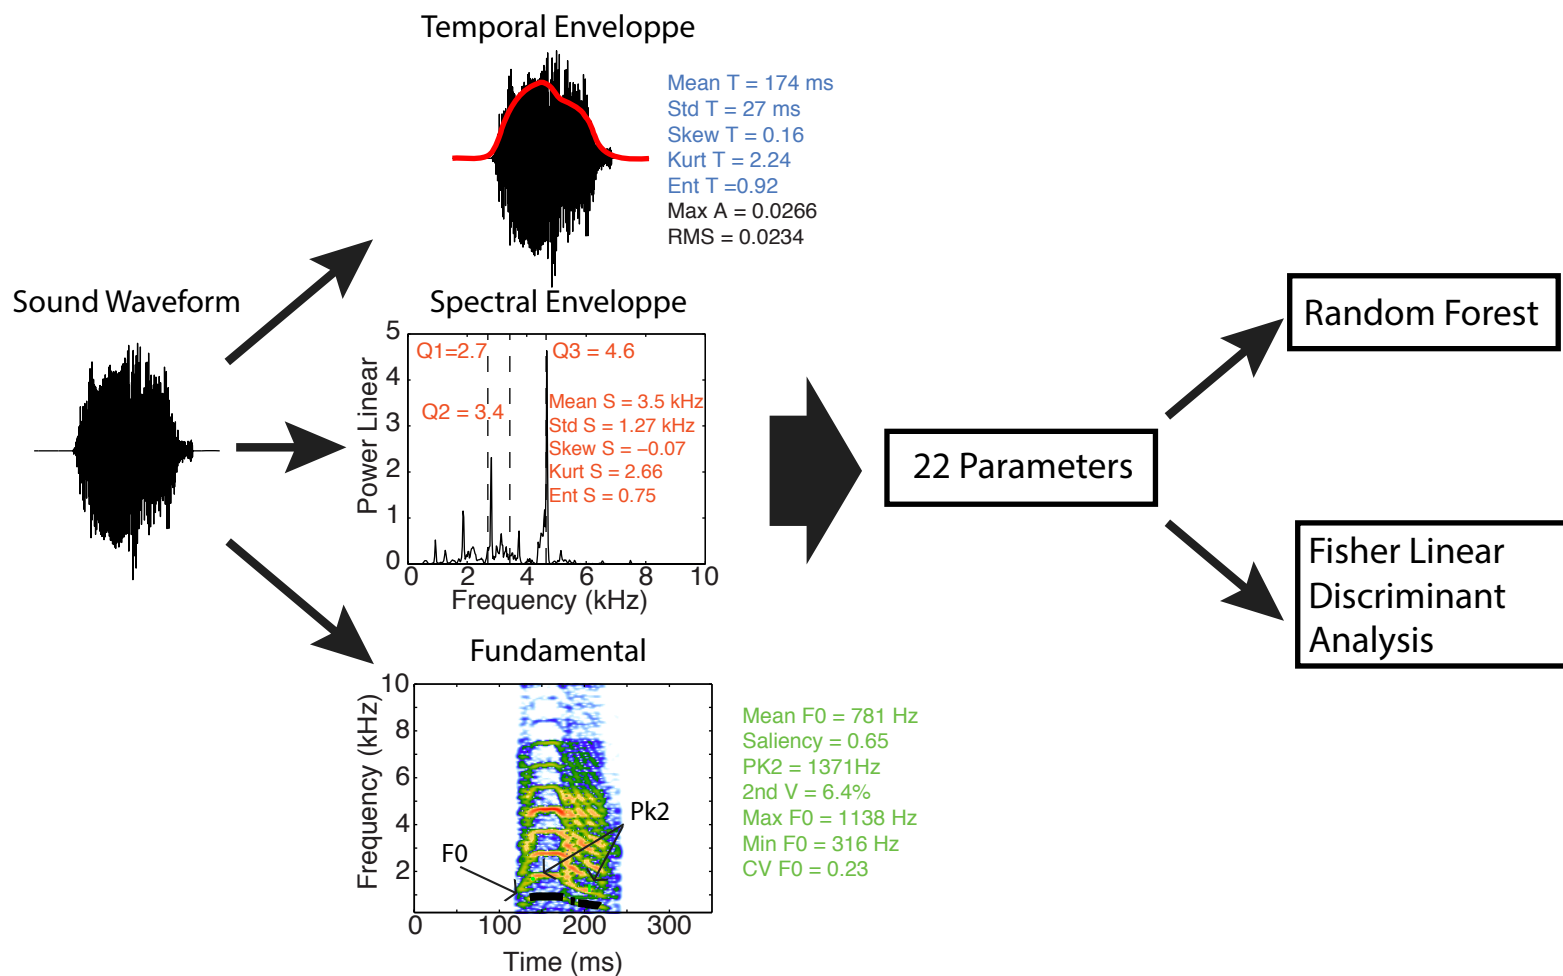 Temporal Enveloppe
Mean T = 174 ms
Std T = 27 ms
Skew T = 0.16
Kurt T = 2.24
Ent T =0.92
Max A = 0.0266
RMS = 0.0234
Sound Waveform
Spectral Enveloppe
5
4
3
2
1
0
Power Linear
Q1=2.7
Q3 = 4.6
Q2 = 3.4
Mean S = 3.5 kHz
Std S = 1.27 kHz
Skew S = −0.07
Kurt S = 2.66
Ent S = 0.75
0 2 4 6 8 10
Frequency (kHz)
Fundamental
10
8
6
4
2
Frequency (kHz)
F0
Pk2
0 100 200 300
Time (ms)
Mean F0 = 781 Hz
Saliency = 0.65
PK2 = 1371Hz
2nd V = 6.4%
Max F0 = 1138 Hz
Min F0 = 316 Hz
CV F0 = 0.23
22 Parameters
Random Forest
Fisher Linear
Discriminant
Analysis